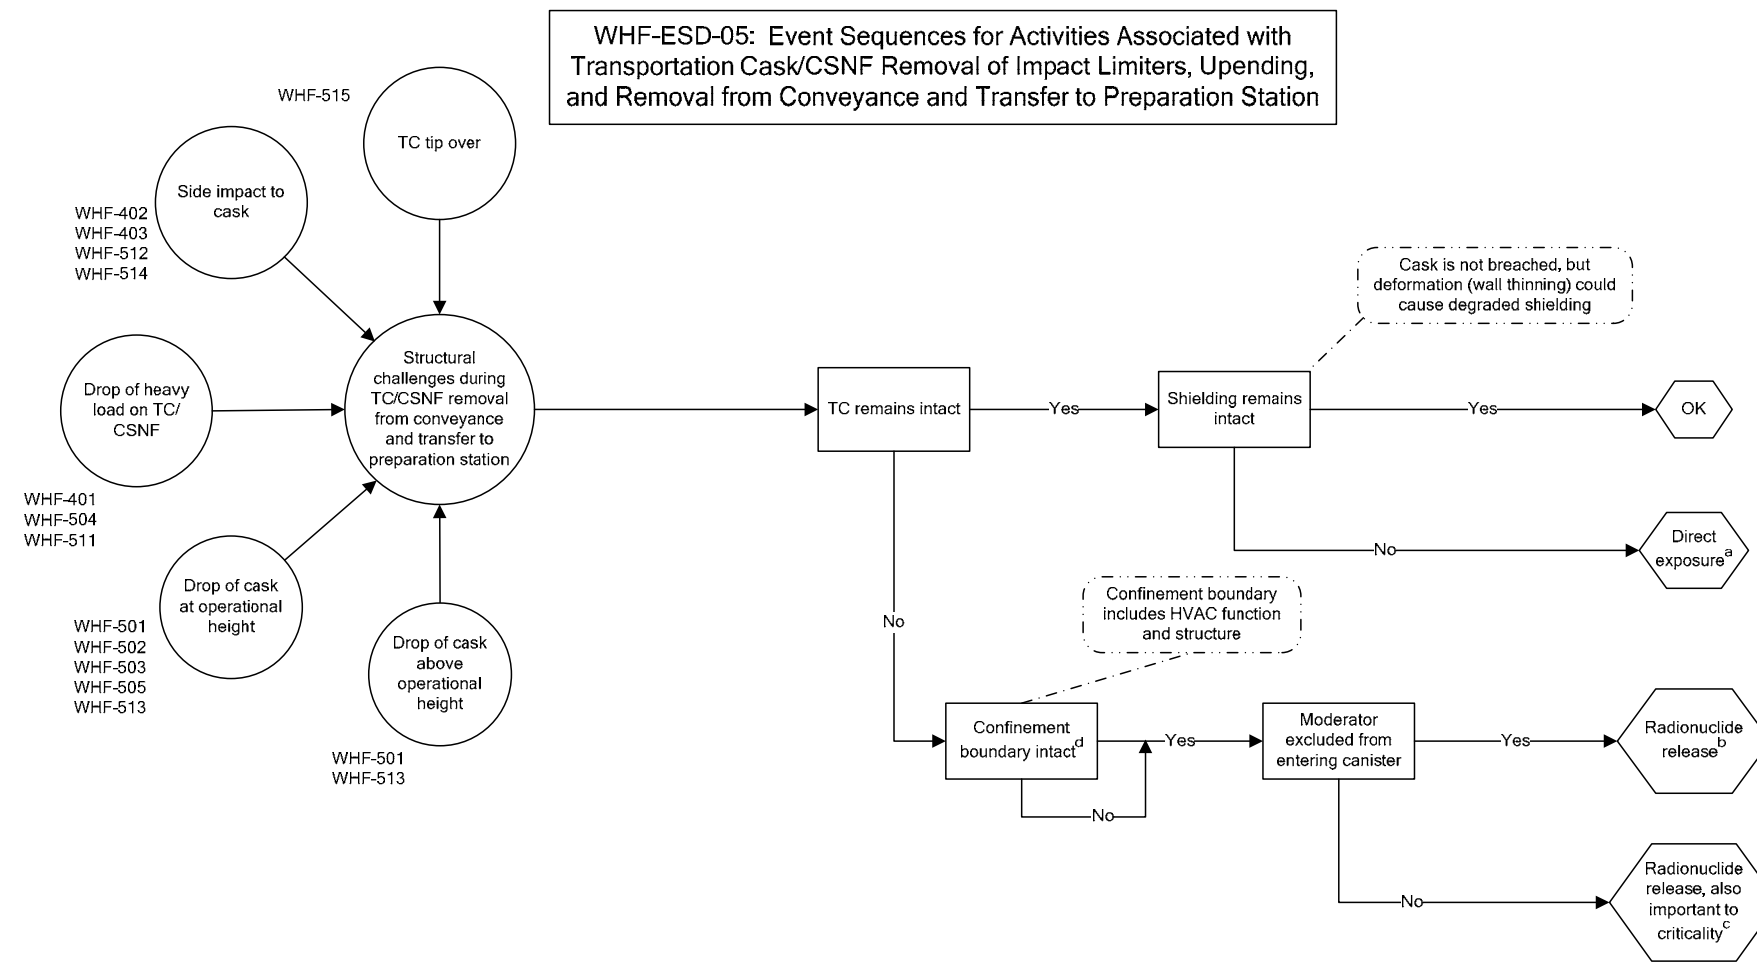 WHF-ESD-05: Event Sequences for Activities Associated with
Transportation Cask/CSNF Removal of Impact Limiters, Upending,
and Removal from Conveyance and Transfer to Preparation Station
WHF-515
TC tip over
Side impact to
cask
WHF-402
WHF-403
WHF-512
WHF-514
Drop of heavy
load on TC/
CSNF
WHF-401
WHF-504
WHF-511
Drop of cask
at operational
height
WHF-501
WHF-502
WHF-503
WHF-505
WHF-513
Drop of cask
above
operational
height
WHF-501
WHF-513
Structural
challenges during
TC/CSNF removal
from conveyance
and transfer to
preparation station
TC remains intact
Yes
Shielding remains
intact
Cask is not breached, but
deformation (wall thinning) could
cause degraded shielding
Yes
OK
No
Direct
exposure a
No
Confinement boundary
includes HVAC function
and structure
Confinement
boundary intact d
Yes
No
Moderator
excluded from
entering canister
Yes
Radionuclide
release b
No
Radionuclide
release, also
important to
criticality c